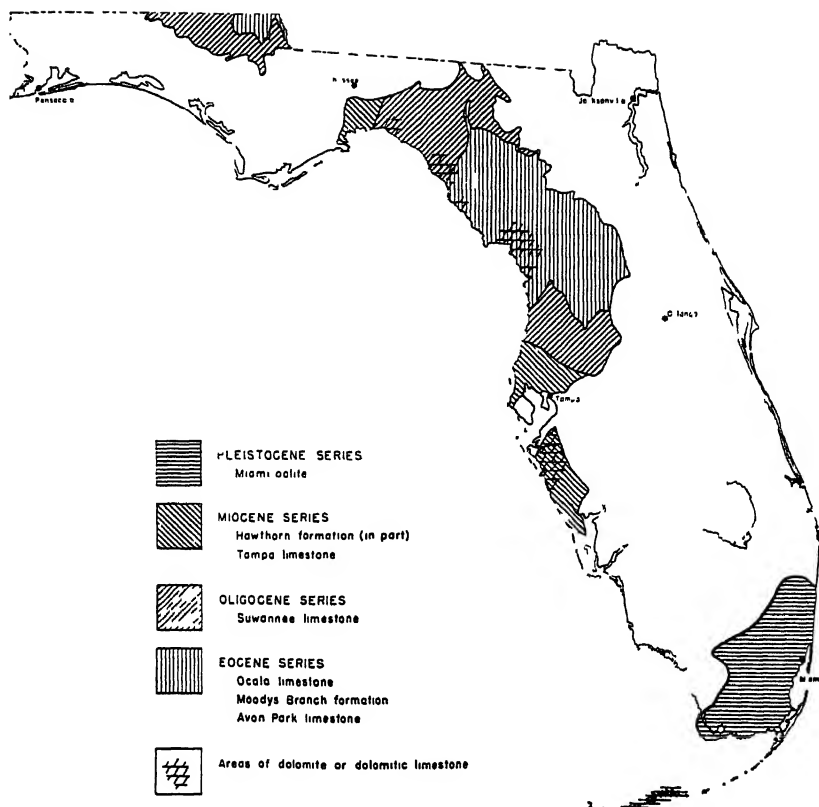 Jacksonville
Tampa
PLEISTOCENE SERIES
Miami oolite
MIOCENE SERIES
Hawthorn formation (in part)
Tampa limestone
OLIGOCENE SERIES
Suwannee limestone
EOCENE SERIES
Ocala limestone
Moodys Branch formation
Avon Park limestone
Areas of dolomite or dolomitic limestone